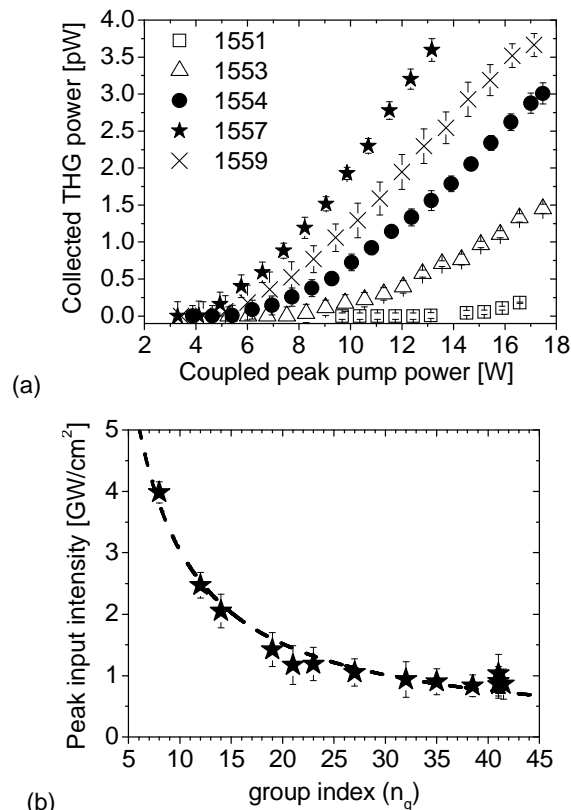 4.0
3.5
3.0
2.5
2.0
1.5
1.0
0.5
0.0
Collected THG power [pW]
1551
1553
1554
1557
1559
2 4 6 8 10 12 14 16 18
Coupled peak pump power [W]
(a)
5
4
3
2
1
0
Peak input intensity [GW/cm²]
5 10 15 20 25 30 35 40 45
group index (n_g)
(b)